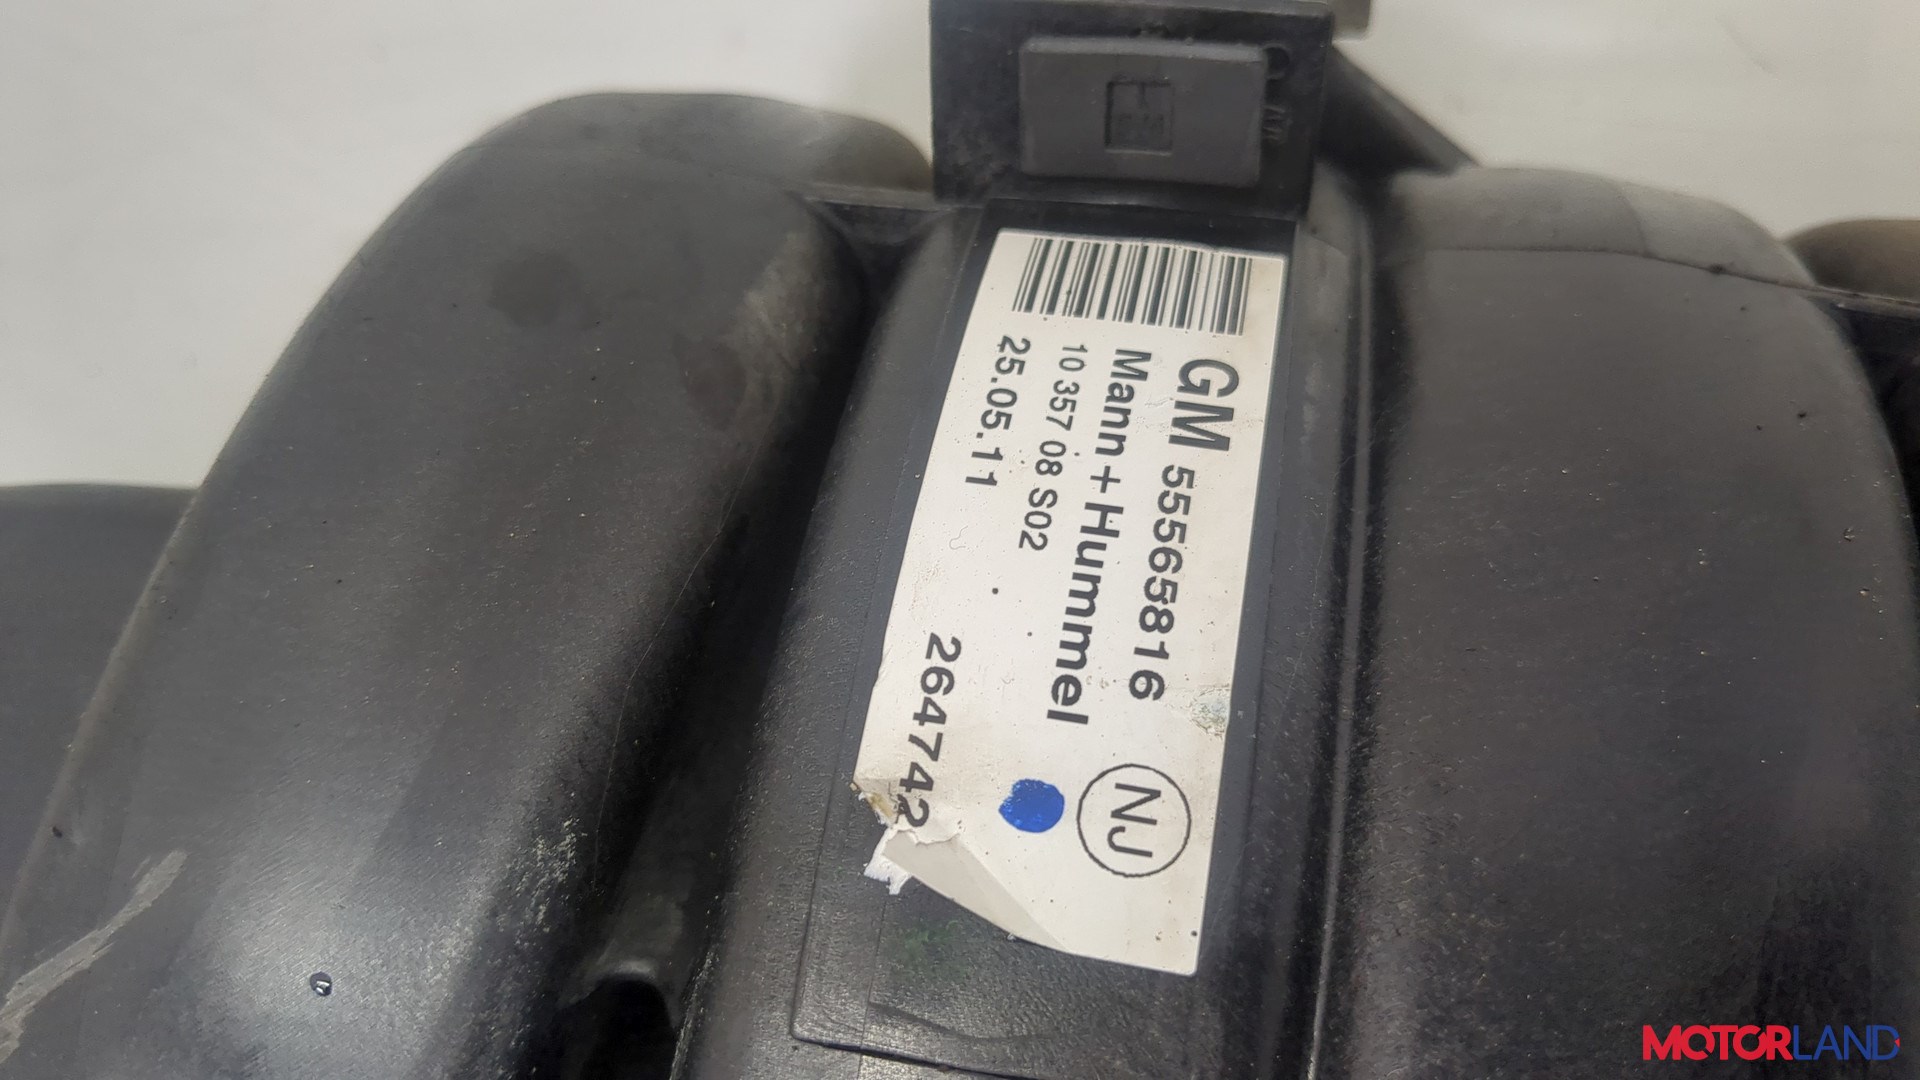 GM 55565816
Mann+Hummel
10 357 08 S02
25.05.11
264742
NJ
MOTORLAND